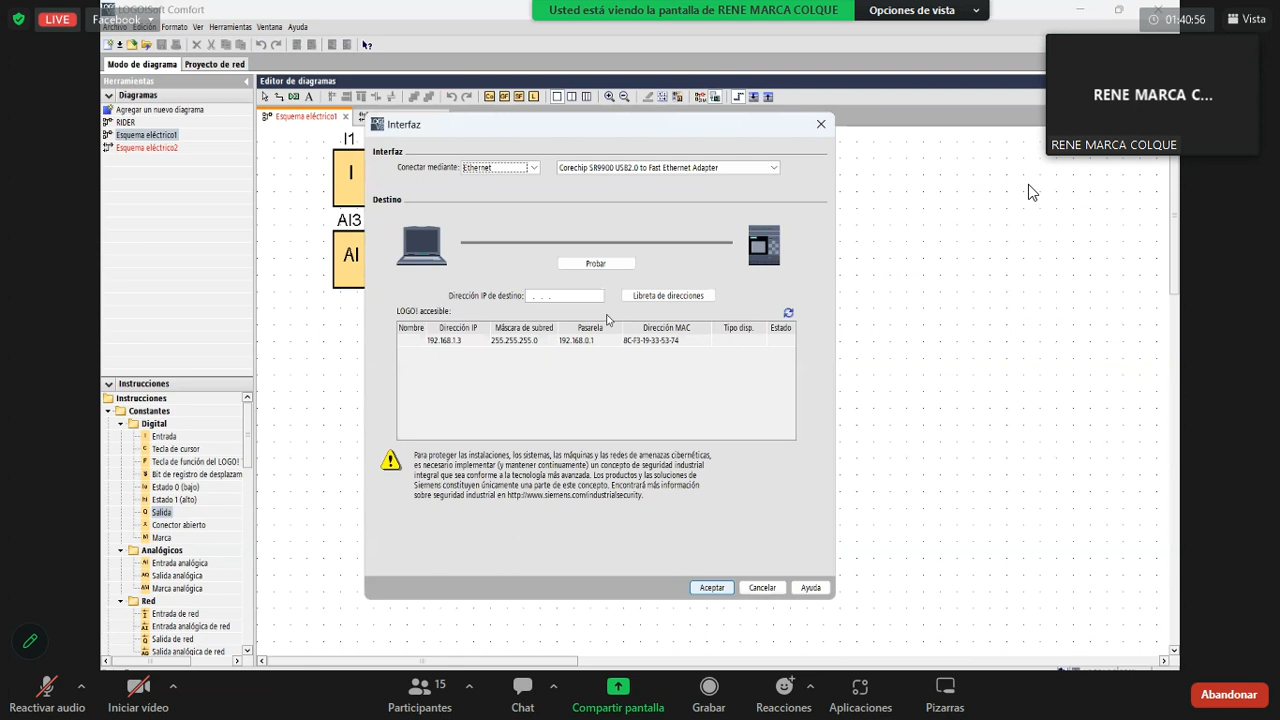 LIVE
Facebook
LOGO!Soft Comfort
Usted está viendo la pantalla de RENE MARCA COLQUE
Opciones de vista
01:40:56
Vista
Archivo Edición Formato Ver Herramientas Ventana Ayuda
Modo de diagrama
Proyecto de red
Herramientas
Editor de diagramas
Diagramas
Agregar un nuevo diagrama
RIDER
Esquema eléctrico1
Esquema eléctrico2
Esquema eléctrico1
I1
I
AI3
AI
Interfaz
Interfaz
Conectar mediante: Ethernet
Corechip SR9900 USB2.0 to Fast Ethernet Adapter
Destino
Probar
Dirección IP de destino: . . .
Libreta de direcciones
LOGO! accesible:
Nombre Dirección IP Máscara de subred Pasarela Dirección MAC Tipo disp. Estado
192.168.1.3 255.255.255.0 192.168.0.1 8C-F3-19-33-53-74
Para proteger las instalaciones, los sistemas, las máquinas y las redes de amenazas cibernéticas,
es necesario implementar (y mantener continuamente) un concepto de seguridad industrial
integral que sea conforme a la tecnología más avanzada. Los productos y las soluciones de
Siemens constituyen únicamente una parte de este concepto. Encontrará más información
sobre seguridad industrial en http://www.siemens.com/industrialsecurity.
Aceptar
Cancelar
Ayuda
RENE MARCA C...
RENE MARCA COLQUE
Instrucciones
Instrucciones
Constantes
Digital
Entrada
Tecla de cursor
Tecla de función del LOGO!
Bit de registro de desplazam
Estado 0 (bajo)
Estado 1 (alto)
Salida
Conector abierto
Marca
Analógicos
Entrada analógica
Salida analógica
Marca analógica
Red
Entrada de red
Entrada analógica de red
Salida de red
Salida analógica de red
Reactivar audio
Iniciar vídeo
15
Participantes
Chat
Compartir pantalla
Grabar
Reacciones
Aplicaciones
Pizarras
Abandonar